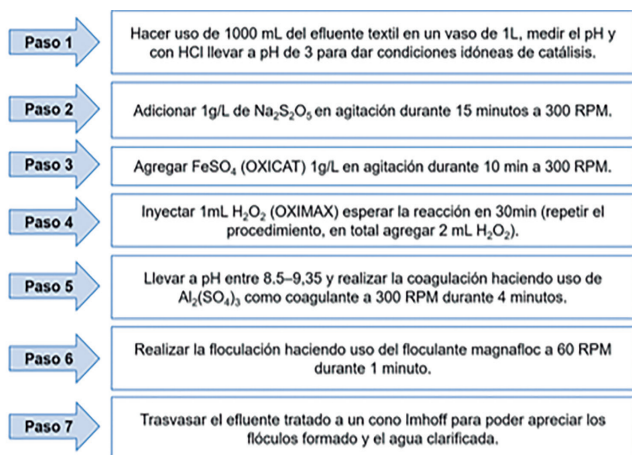 Paso 1
Hacer uso de 1000 mL del efluente textil en un vaso de 1L, medir el pH y
con HCl llevar a pH de 3 para dar condiciones idóneas de catálisis.
Paso 2
Adicionar 1g/L de Na₂S₂O₅ en agitación durante 15 minutos a 300 RPM.
Paso 3
Agregar FeSO₄ (OXICAT) 1g/L en agitación durante 10 min a 300 RPM.
Paso 4
Inyectar 1mL H₂O₂ (OXIMAX) esperar la reacción en 30min (repetir el
procedimiento, en total agregar 2 mL H₂O₂).
Paso 5
Llevar a pH entre 8.5–9,35 y realizar la coagulación haciendo uso de
Al₂(SO₄)₃ como coagulante a 300 RPM durante 4 minutos.
Paso 6
Realizar la floculación haciendo uso del floculante magnafloc a 60 RPM
durante 1 minuto.
Paso 7
Trasvasar el efluente tratado a un cono Imhoff para poder apreciar los
flóculos formado y el agua clarificada.